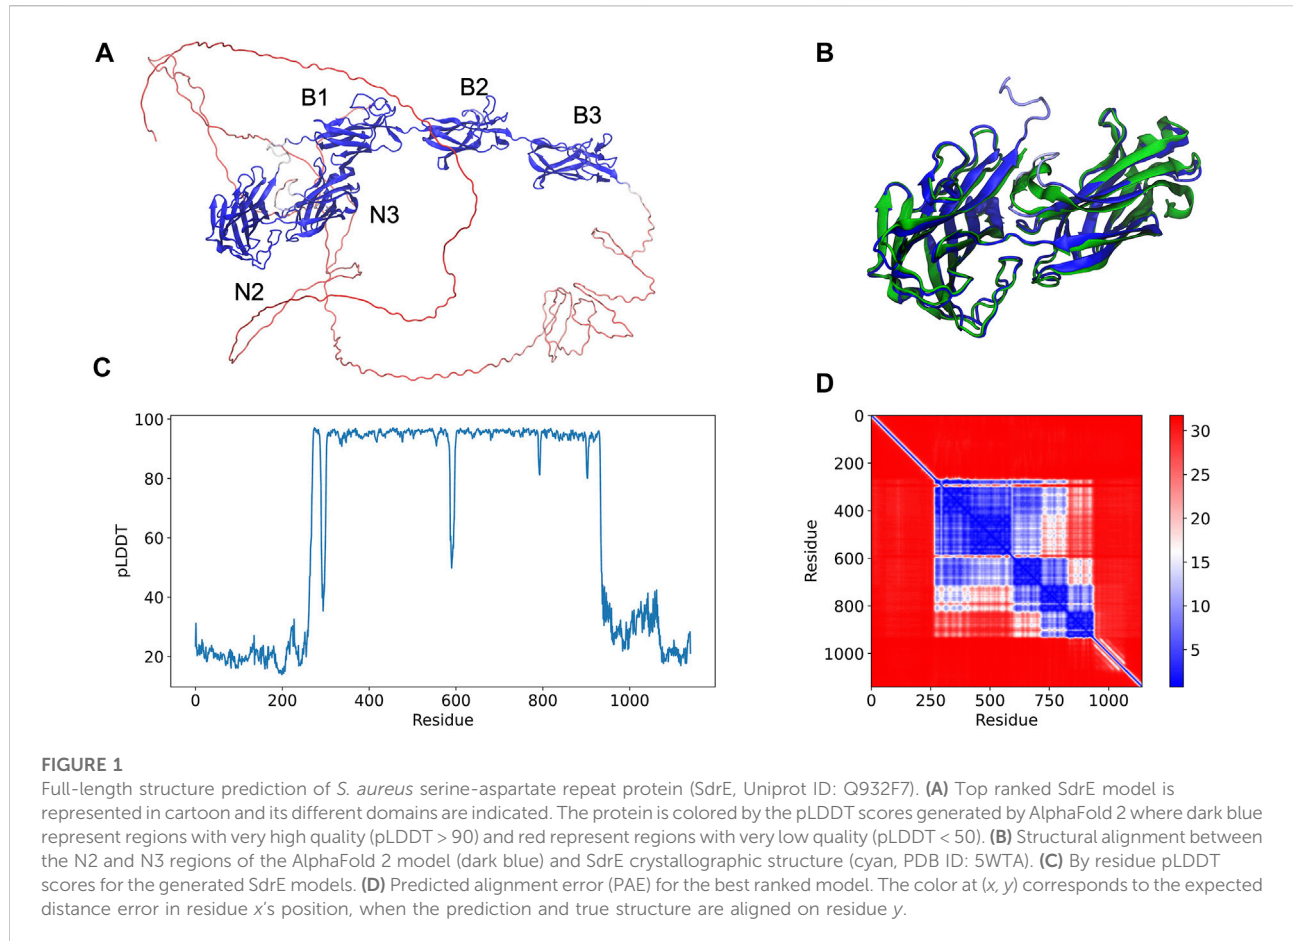 A
B
B1
B2
B3
N3
N2
C
D
100
80
60
40
20
pLDDT
0
200
400
600
800
1000
Residue
0
200
400
600
800
1000
Residue
0
250
500
750
1000
Residue
30
25
20
15
10
5
FIGURE 1
Full-length structure prediction of S. aureus serine-aspartate repeat protein (SdrE, Uniprot ID: Q932F7). (A) Top ranked SdrE model is
represented in cartoon and its different domains are indicated. The protein is colored by the pLDDT scores generated by AlphaFold 2 where dark blue
represent regions with very high quality (pLDDT > 90) and red represent regions with very low quality (pLDDT < 50). (B) Structural alignment between
the N2 and N3 regions of the AlphaFold 2 model (dark blue) and SdrE crystallographic structure (cyan, PDB ID: 5WTA). (C) By residue pLDDT
scores for the generated SdrE models. (D) Predicted alignment error (PAE) for the best ranked model. The color at (x, y) corresponds to the expected
distance error in residue x's position, when the prediction and true structure are aligned on residue y.